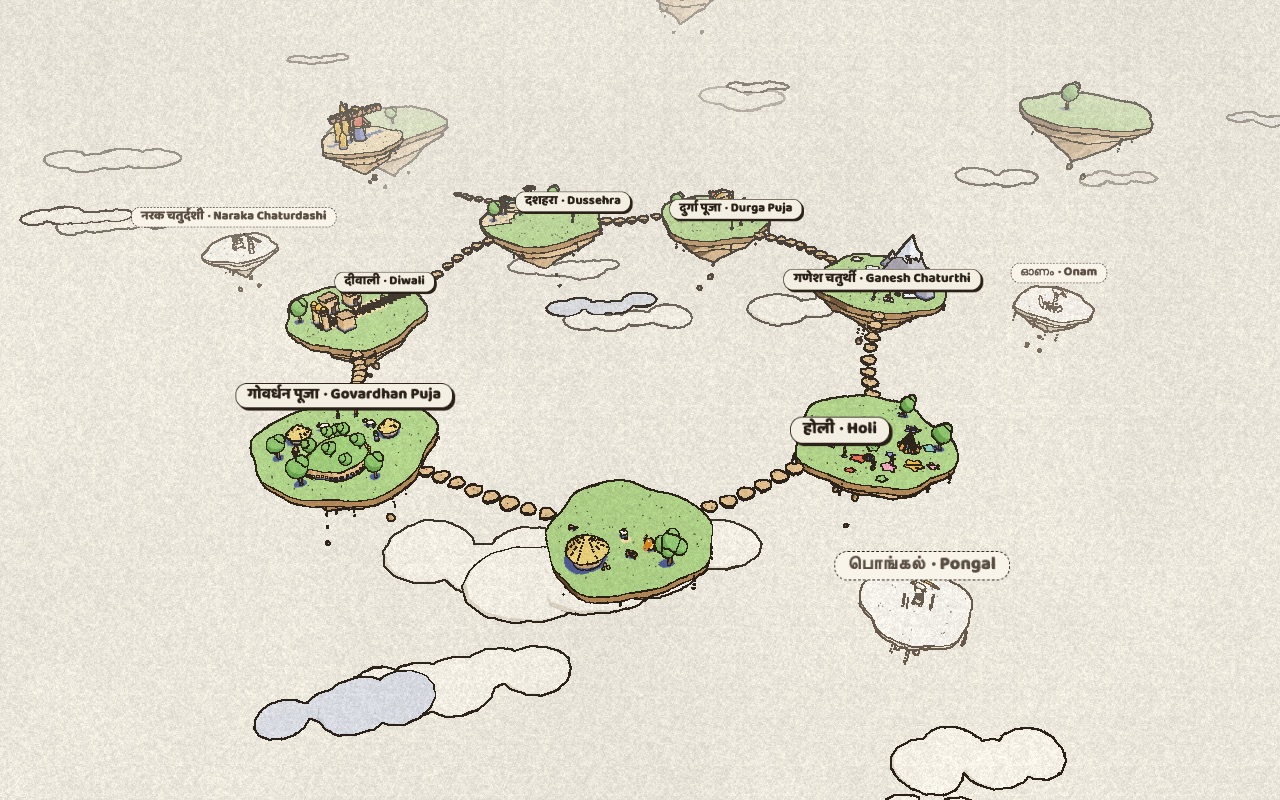 दशहरा · Dussehra
दुर्गा पूजा · Durga Puja
नरक चतुर्दशी · Naraka Chaturdashi
दीवाली · Diwali
गणेश चतुर्थी · Ganesh Chaturthi
ഓണം · Onam
गोवर्धन पूजा · Govardhan Puja
होली · Holi
பொங்கல் · Pongal